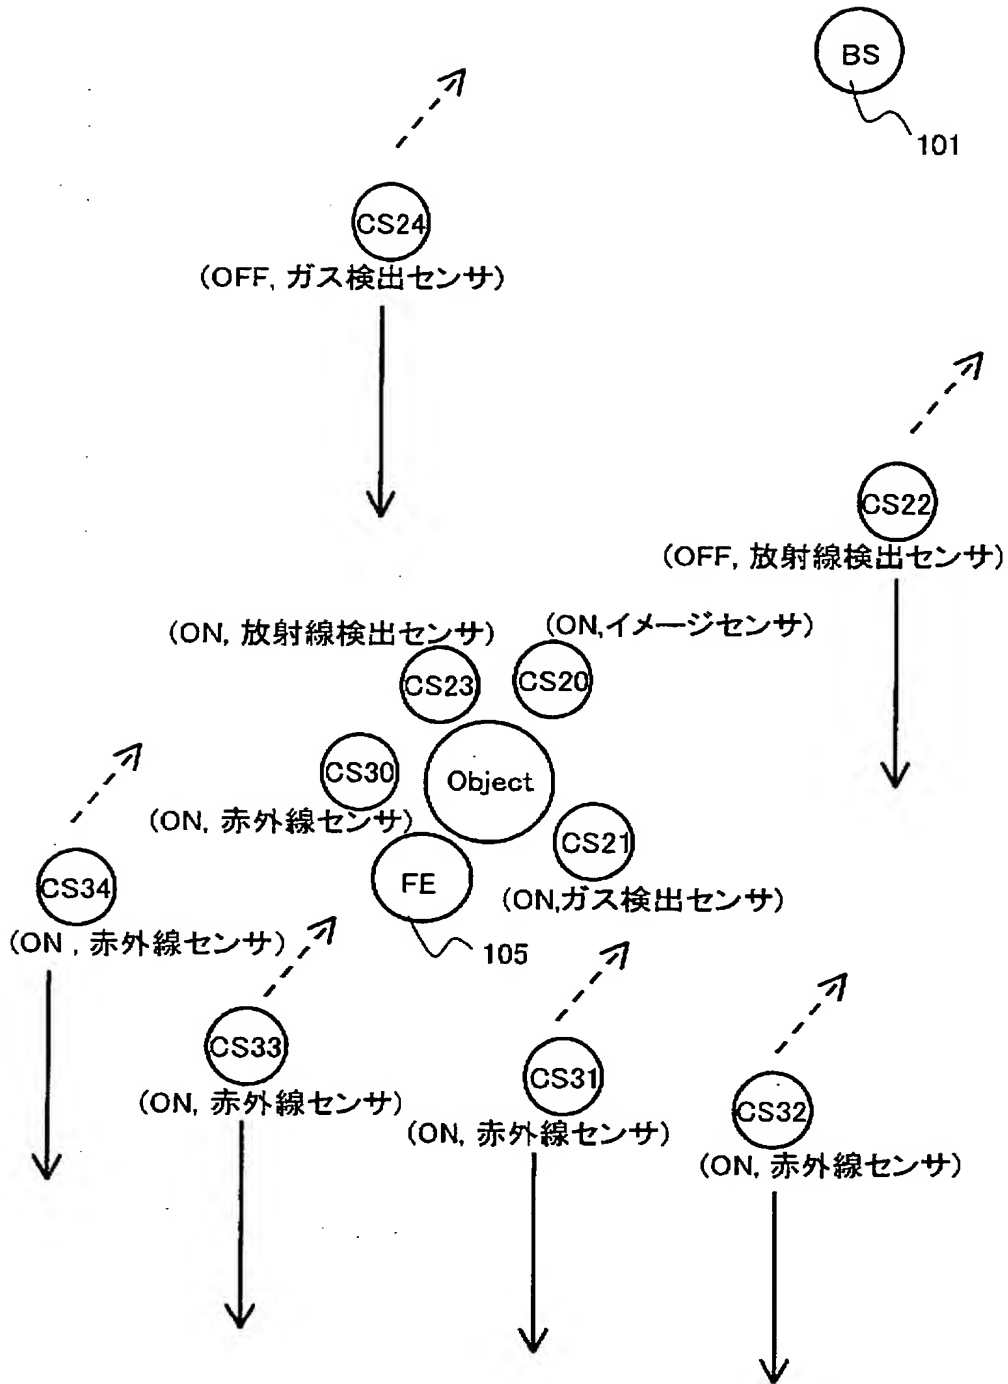 BS
101
CS24
(OFF, ガス検出センサ)
CS22
(OFF, 放射線検出センサ)
(ON, 放射線検出センサ)
(ON,イメージセンサ)
CS23
CS20
CS30
Object
(ON, 赤外線センサ)
CS21
(ON,ガス検出センサ)
FE
105
CS34
(ON , 赤外線センサ)
CS33
(ON, 赤外線センサ)
CS31
(ON, 赤外線センサ)
CS32
(ON, 赤外線センサ)